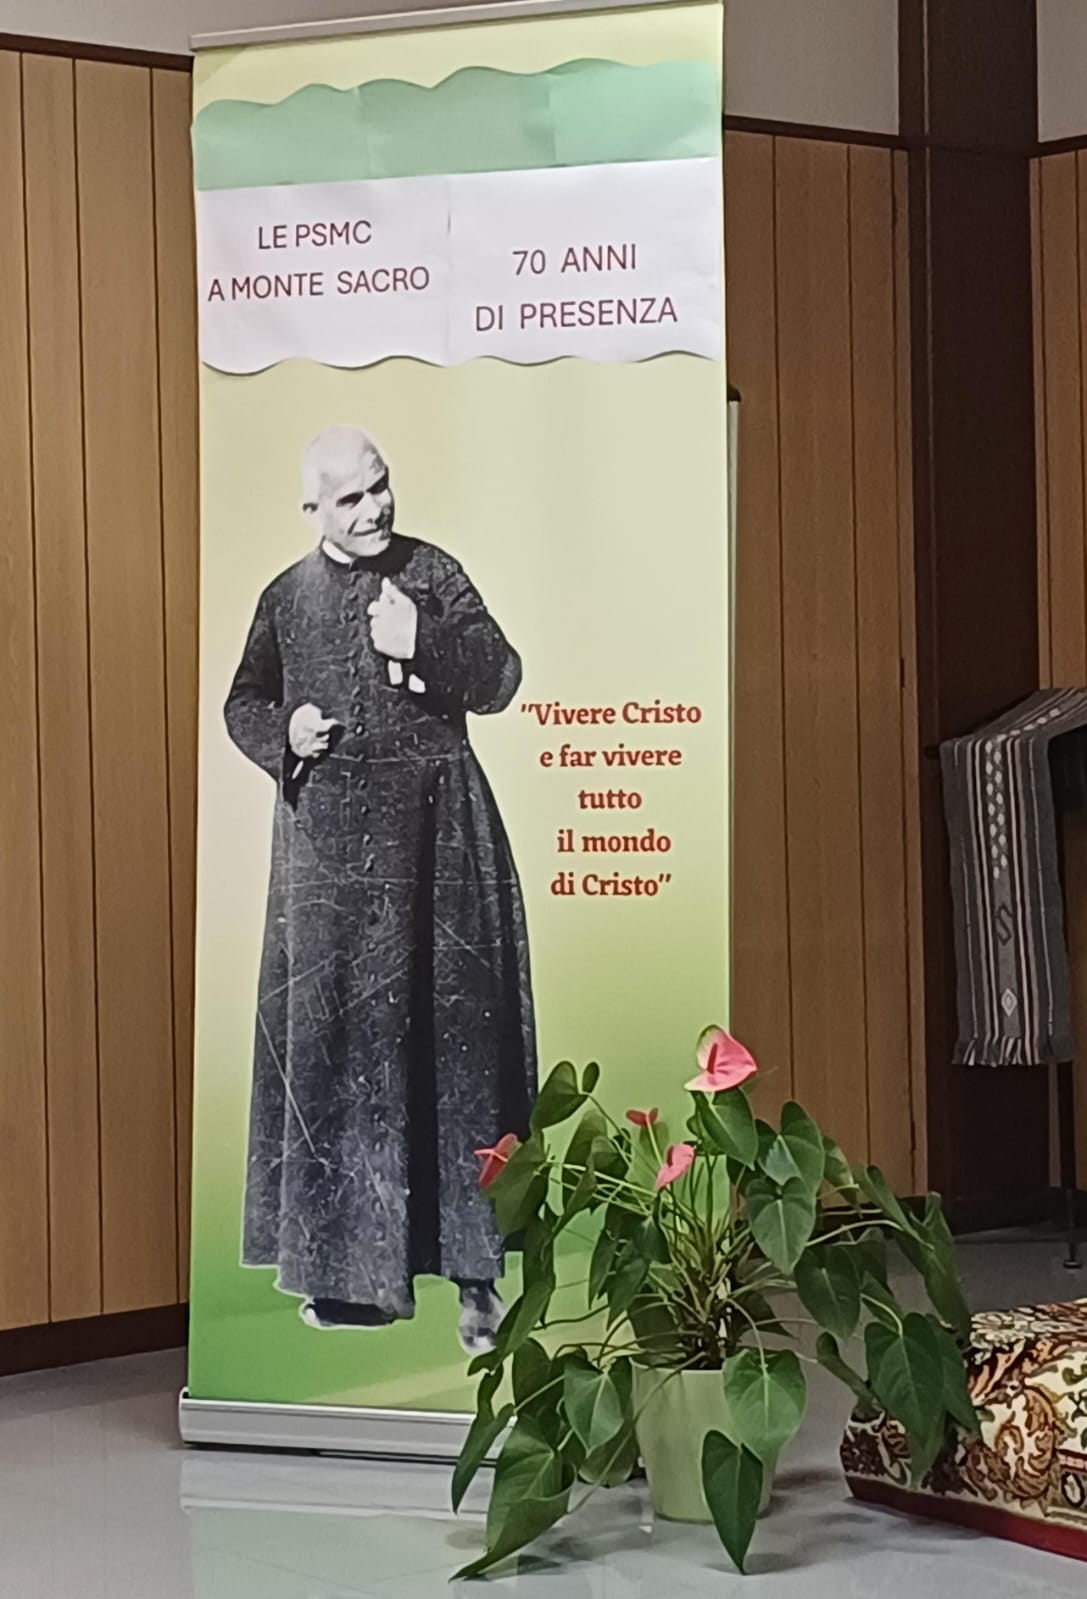 LE PSMC
A MONTE SACRO
70 ANNI
DI PRESENZA
"Vivere Cristo
e far vivere
tutto
il mondo
di Cristo"